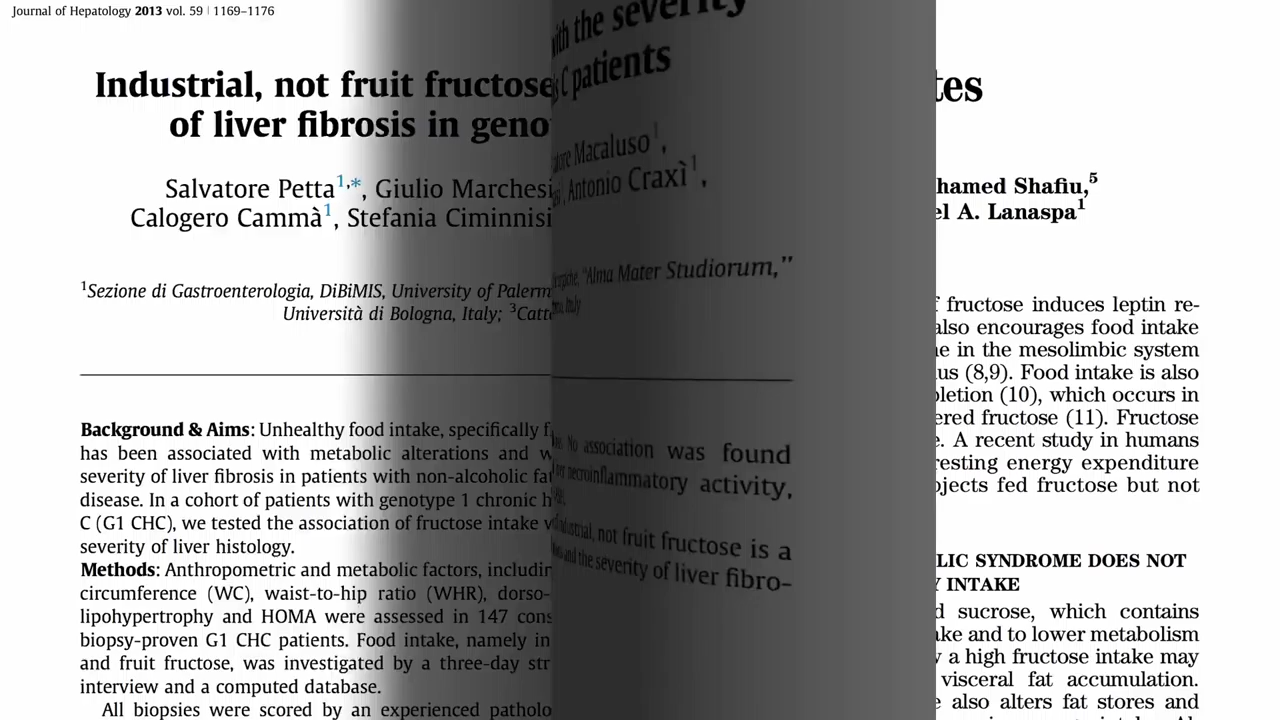 Journal of Hepatology 2013 vol. 59 | 1169–1176
Industrial, not fruit fructose
with the severity
of liver fibrosis in
C patients
Salvatore Petta1,*, Giulio Marchesi
Macaluso1,
Calogero Cammà1, Stefania Ciminnisi
Antonio Craxì1,
1Sezione di Gastroenterologia, DiBiMIS, University of
"Alma Mater Studiorum,"
Università di Bologna, Italy; 3
Italy
Background & Aims: Unhealthy food intake, specifically
has been associated with metabolic alterations and
severity of liver fibrosis in patients with non-alcoholic
disease. In a cohort of patients with genotype 1 chronic
C (G1 CHC), we tested the association of fructose intake
severity of liver histology.
Methods: Anthropometric and metabolic factors, including
circumference (WC), waist-to-hip ratio (WHR), dorso-
lipohypertrophy and HOMA were assessed in 147
biopsy-proven G1 CHC patients. Food intake, namely
and fruit fructose, was investigated by a three-day
interview and a computed database.
All biopsies were scored by an experienced
No association was found
necroinflammatory activity,
industrial, not fruit fructose is a
and the severity of liver fibro-
tes
hamed Shafiu,5
el A. Lanaspa1
f fructose induces leptin re-
also encourages food intake
in the mesolimbic system
us (8,9). Food intake is also
pletion (10), which occurs in
ered fructose (11). Fructose
e. A recent study in humans
resting energy expenditure
bjects fed fructose but not
LIC SYNDROME DOES NOT
Y INTAKE
d sucrose, which contains
ake and to lower metabolism
a high fructose intake may
visceral fat accumulation.
e also alters fat stores and